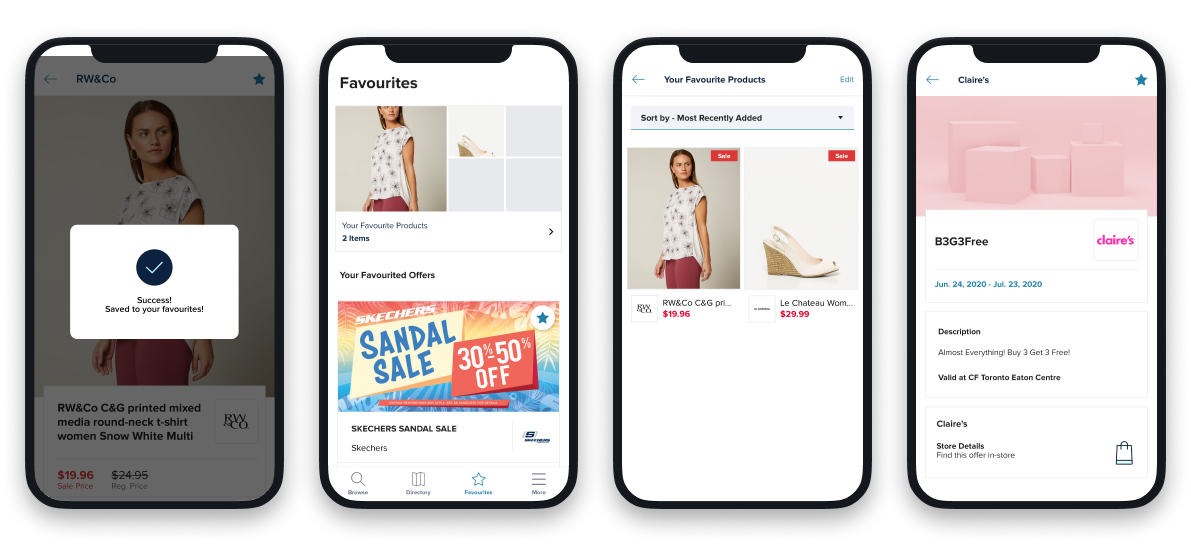 RW&Co
Success!
Saved to your favourites!
RW&Co C&G printed mixed
media round-neck t-shirt
women Snow White Multi
RW&CO.
$19.96
$24.95
Sale Price
Reg. Price
Favourites
Your Favourite Products
2 Items
Your Favourited Offers
SKECHERS
SANDAL
SALE
30%-50%
OFF
SKECHERS SANDAL SALE
Skechers
SKECHERS
Browse
Directory
Favourites
More
Your Favourite Products
Edit
Sort by - Most Recently Added
Sale
Sale
RW&CO.
RW&Co C&G pri...
$19.96
Le Chateau Wom...
$29.99
Claire's
B3G3Free
claire's
Jun. 24, 2020 - Jul. 23, 2020
Description
Almost Everything! Buy 3 Get 3 Free!
Valid at CF Toronto Eaton Centre
Claire's
Store Details
Find this offer in-store